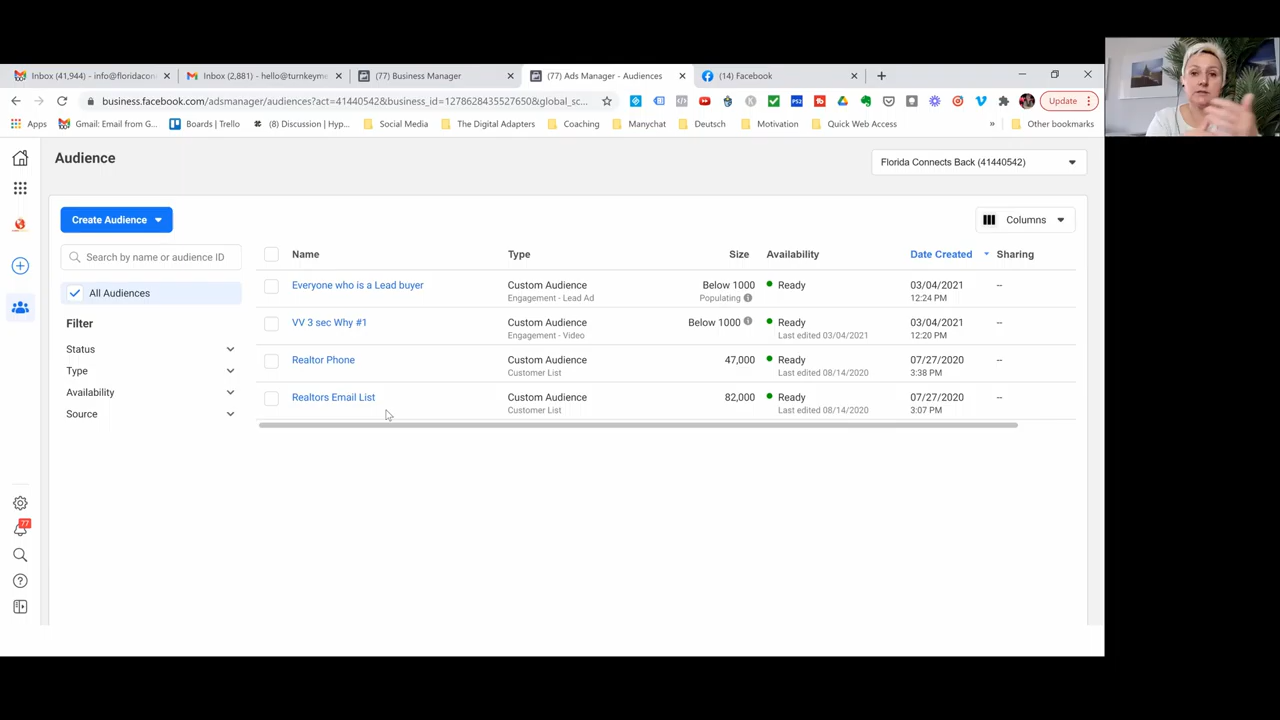 Inbox (41,944) - info@floridacon
Inbox (2,881) - hello@turnkeyme
(77) Business Manager
(77) Ads Manager - Audiences
(14) Facebook
business.facebook.com/adsmanager/audiences?act=41440542&business_id=1278628435527650&global_sc...
Update
Apps
Gmail: Email from G...
Boards | Trello
(8) Discussion | Hyp...
Social Media
The Digital Adapters
Coaching
Manychat
Deutsch
Motivation
Quick Web Access
»
Other bookmarks
Audience
Florida Connects Back (41440542)
Create Audience
Columns
Search by name or audience ID
Name
Type
Size
Availability
Date Created
Sharing
All Audiences
Everyone who is a Lead buyer
Custom Audience
Below 1000
Ready
03/04/2021
--
Engagement - Lead Ad
Populating
12:24 PM
Filter
VV 3 sec Why #1
Custom Audience
Below 1000
Ready
03/04/2021
--
Engagement - Video
Last edited 03/04/2021
12:20 PM
Status
Realtor Phone
Custom Audience
47,000
Ready
07/27/2020
--
Type
Customer List
Last edited 08/14/2020
3:38 PM
Availability
Realtors Email List
Custom Audience
82,000
Ready
07/27/2020
--
Source
Customer List
Last edited 08/14/2020
3:07 PM
77